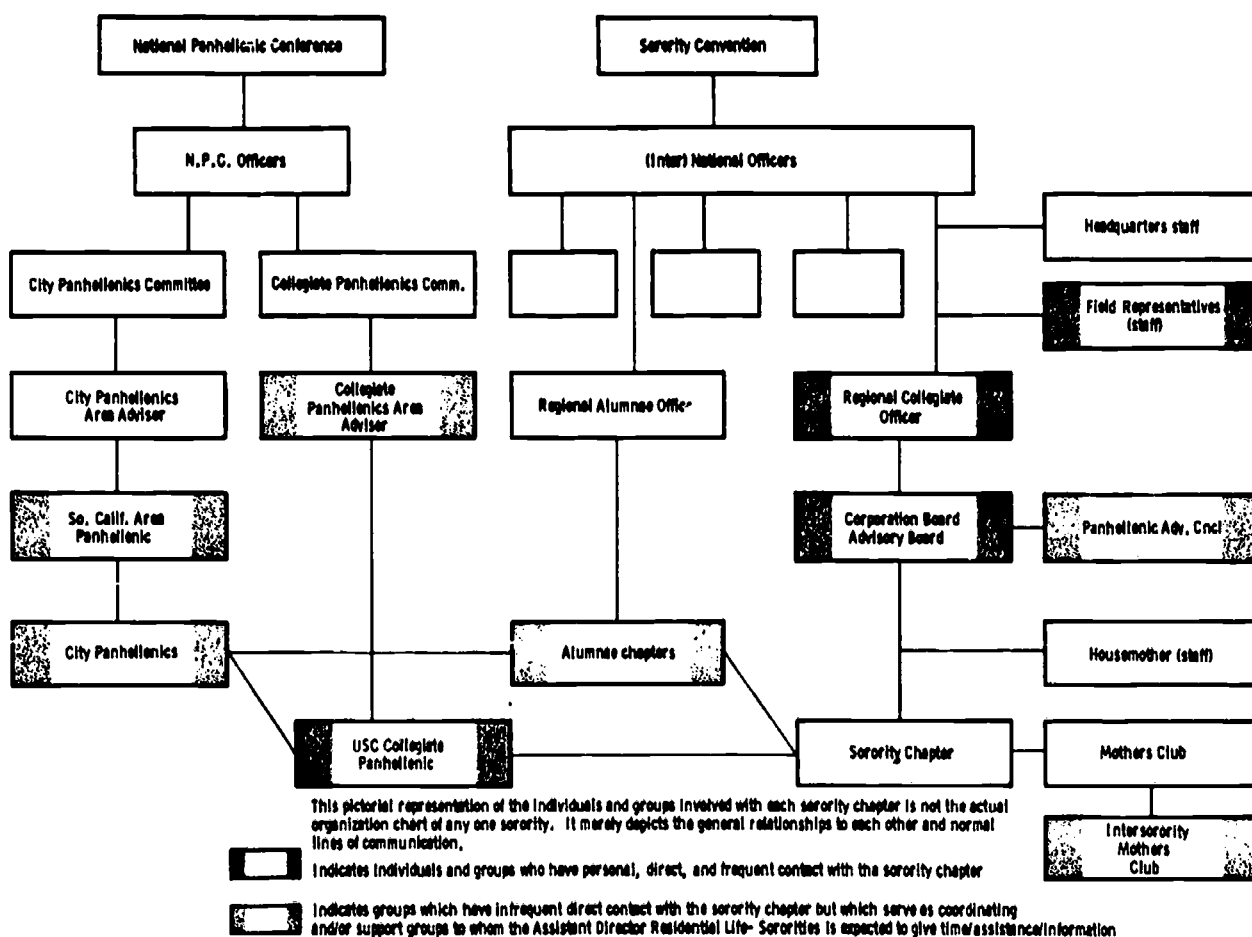 National Panhellenic Conference
Sorority Convention
N.P.C. Officers
(Inter) National Officers
Headquarters staff
City Panhellenics Committee
Collegiate Panhellenics Comm.
Field Representatives
(staff)
City Panhellenics
Area Adviser
Collegiate
Panhellenics Area
Adviser
Regional Alumnae Officer
Regional Collegiate
Officer
So. Calif. Area
Panhellenic
Corporation Board
Advisory Board
Panhellenic Adv. Cncl
City Panhellenics
Alumnae chapters
Housemother (staff)
USC Collegiate
Panhellenic
Sorority Chapter
Mothers Club
Intersorority
Mothers
Club
This pictorial representation of the individuals and groups involved with each sorority chapter is not the actual
organization chart of any one sorority. It merely depicts the general relationships to each other and normal
lines of communication.
Indicates individuals and groups who have personal, direct, and frequent contact with the sorority chapter
Indicates groups which have infrequent direct contact with the sorority chapter but which serve as coordinating
and/or support groups to whom the Assistant Director Residential Life- Sororities is expected to give time/assistance/information